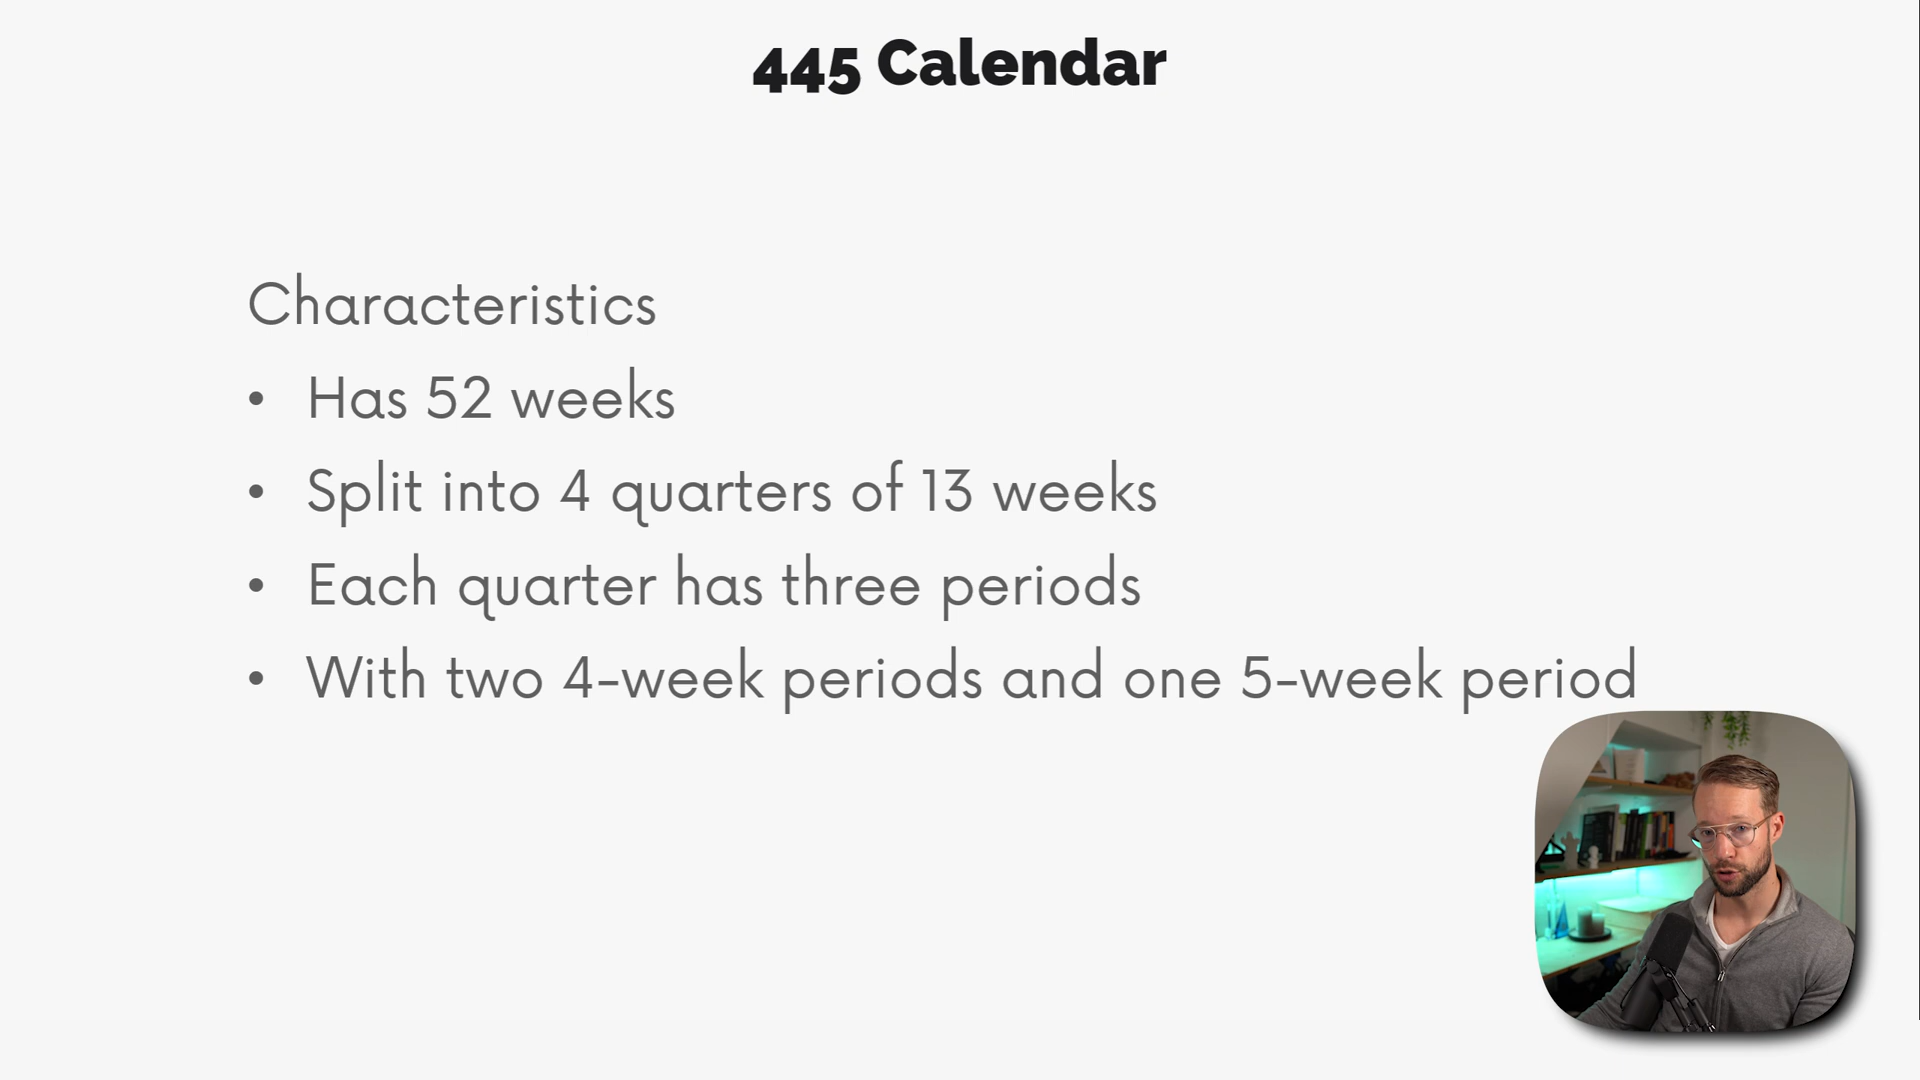 445 Calendar
Characteristics
• Has 52 weeks
• Split into 4 quarters of 13 weeks
• Each quarter has three periods
• With two 4-week periods and one 5-week period